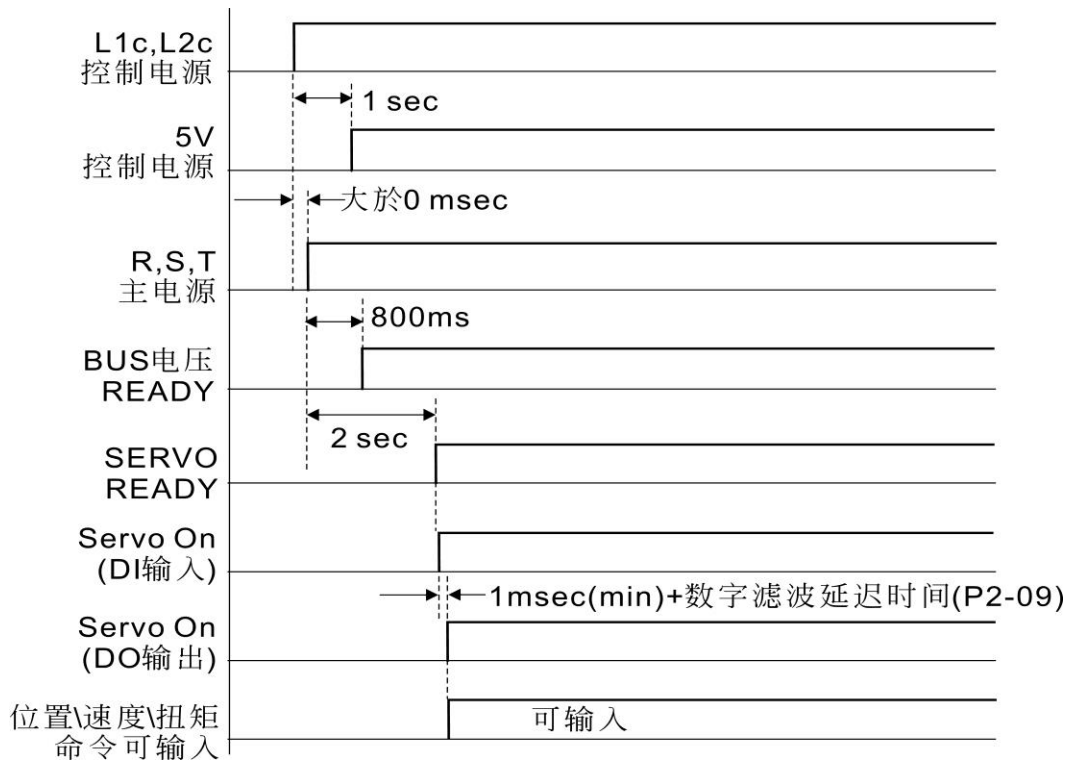 L1c,L2c
控制电源
1 sec
5V
控制电源
大於0 msec
R,S,T
主电源
800ms
BUS电压
READY
2 sec
SERVO
READY
Servo On
(DI输入)
1msec(min)+数字滤波延迟时间(P2-09)
Servo On
(DO输出)
位置\速度\扭矩
命令可输入
可输入